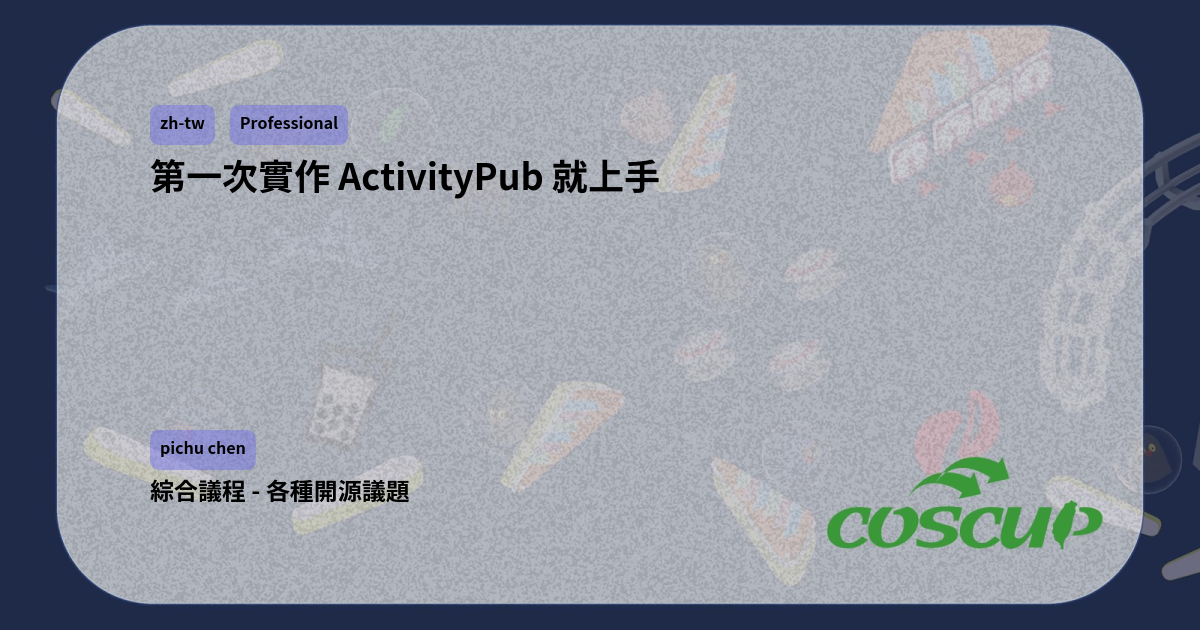 zh-tw Professional
第一次實作 ActivityPub 就上手
pichu chen
綜合議程 - 各種開源議題
COSCUP